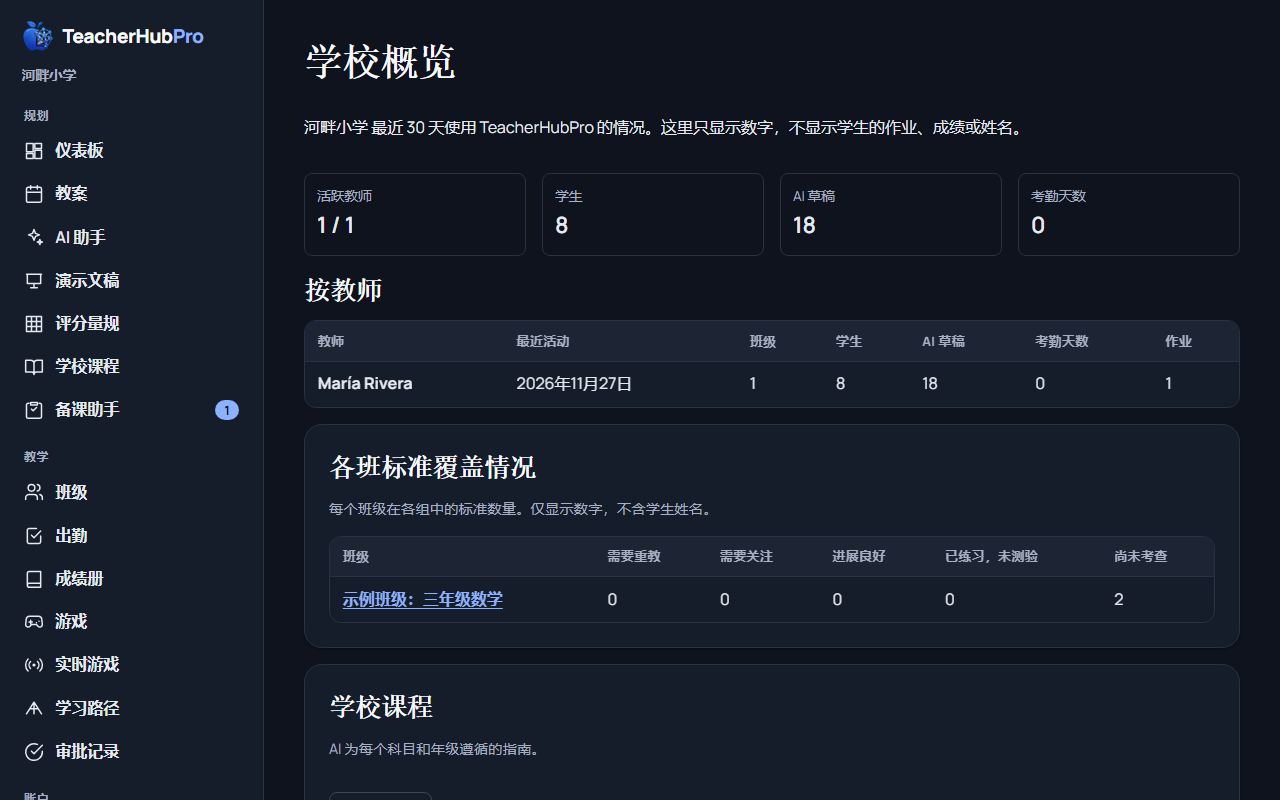 TeacherHubPro
河畔小学
规划
仪表板
教案
AI 助手
演示文稿
评分量规
学校课程
备课助手 1
教学
班级
出勤
成绩册
游戏
实时游戏
学习路径
审批记录
账户
学校概览
河畔小学 最近 30 天使用 TeacherHubPro 的情况。这里只显示数字，不显示学生的作业、成绩或姓名。
活跃教师 学生 AI 草稿 考勤天数
1 / 1 8 18 0
按教师
教师 最近活动 班级 学生 AI 草稿 考勤天数 作业
María Rivera 2026年11月27日 1 8 18 0 1
各班标准覆盖情况
每个班级在各组中的标准数量。仅显示数字，不含学生姓名。
班级 需要重教 需要关注 进展良好 已练习，未测验 尚未考查
示例班级：三年级数学 0 0 0 0 2
学校课程
AI 为每个科目和年级遵循的指南。